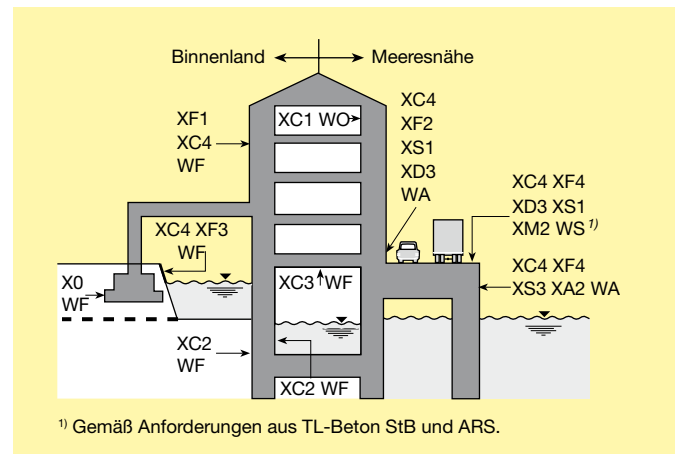 Binnenland
Meeresnähe
XF1
XC4
WF
XC1 WO
XC4
XF2
XS1
XD3
WA
XC4 XF4
XD3 XS1
XM2 WS ¹⁾
XC4 XF3
WF
X0
WF
XC3 WF
XC4 XF4
XS3 XA2 WA
XC2
WF
XC2 WF
¹⁾ Gemäß Anforderungen aus TL-Beton StB und ARS.